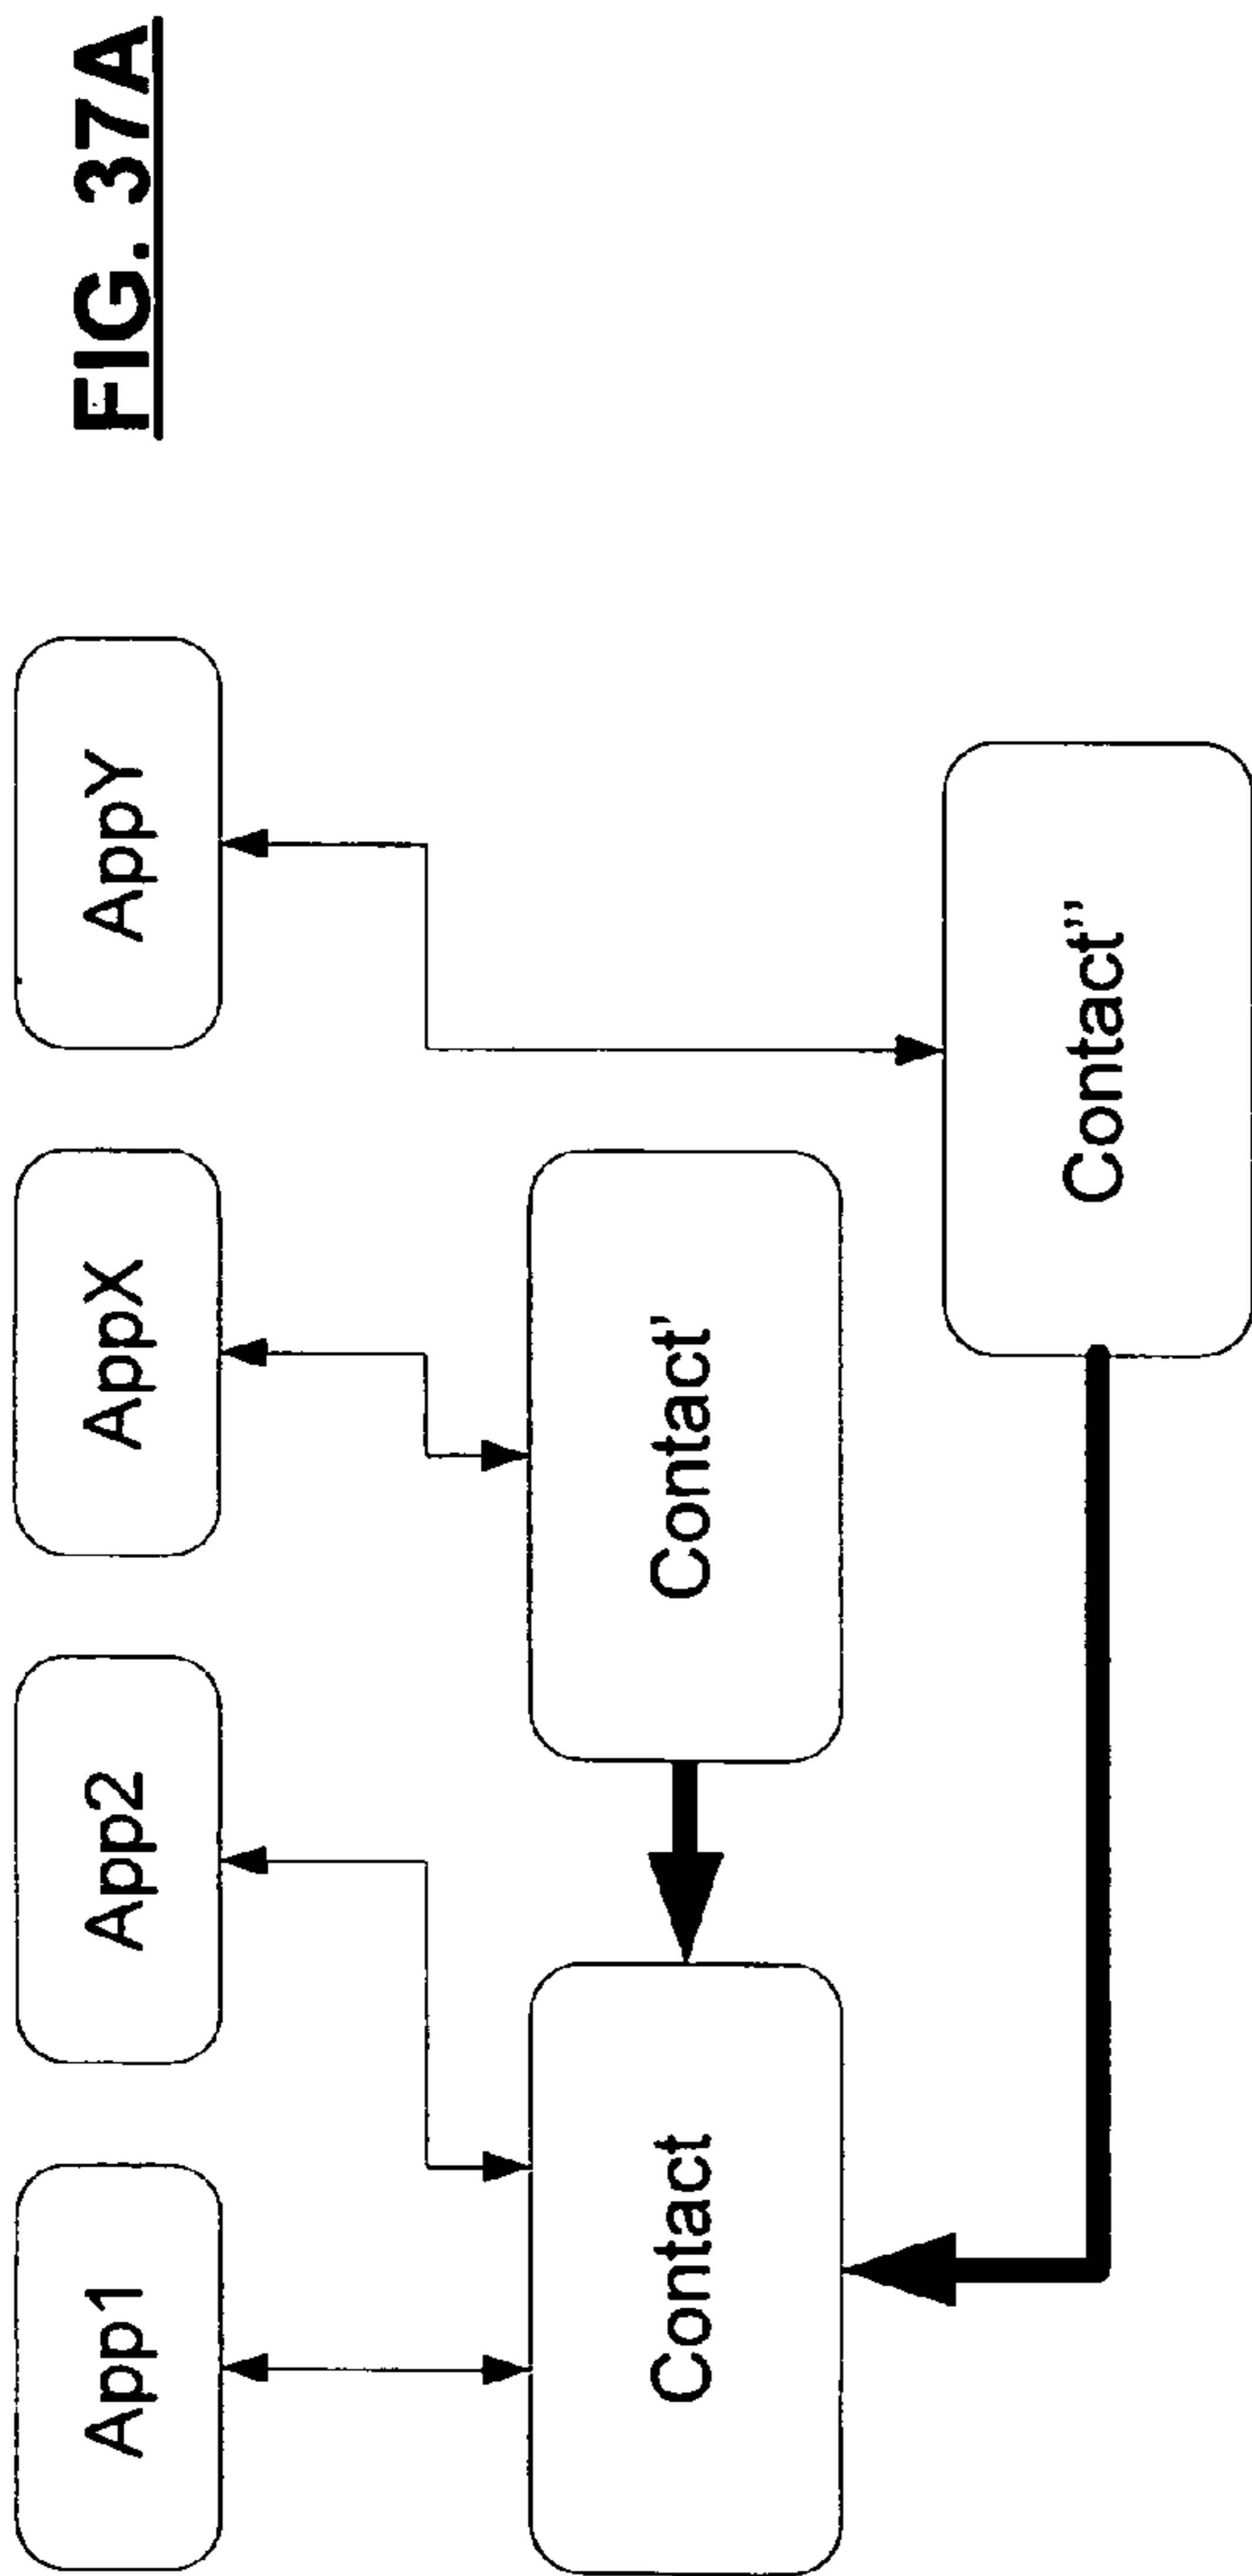 FIG. 37A
App1
App2
AppX
AppY
Contact
Contact'
Contact''